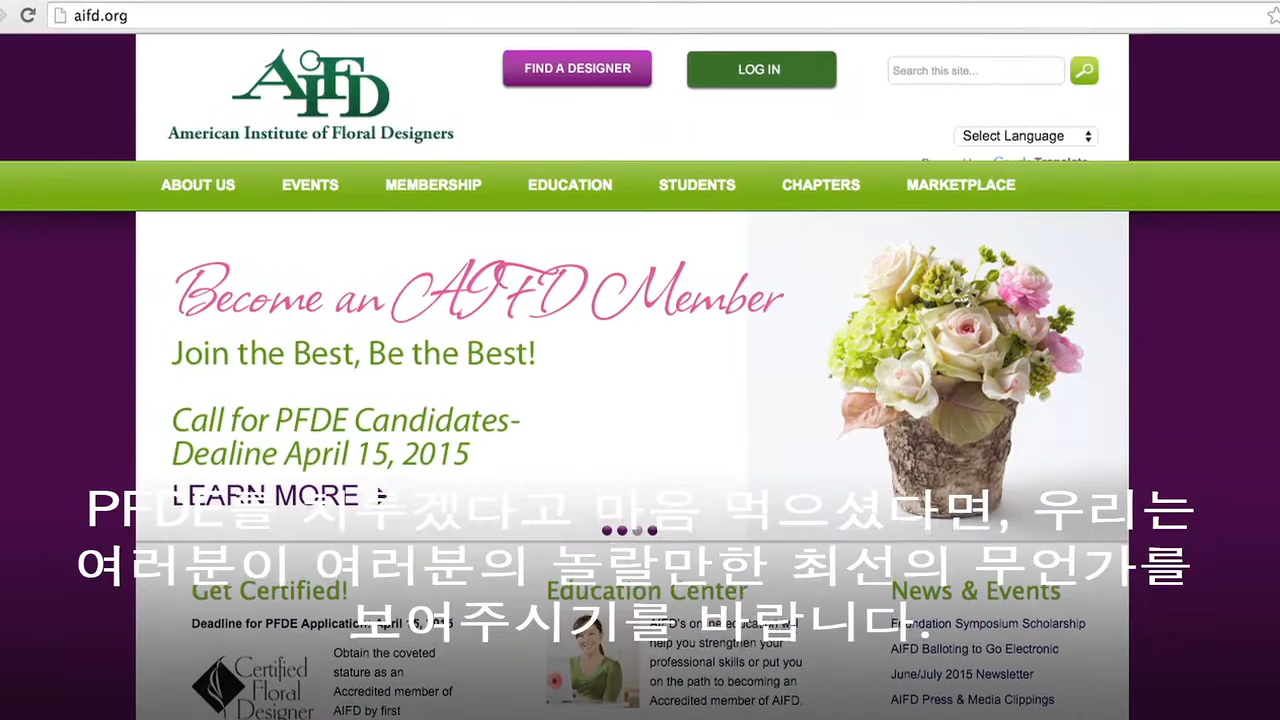 aifd.org
AIFD
American Institute of Floral Designers
FIND A DESIGNER
LOG IN
Search this site...
Select Language
Translate
ABOUT US
EVENTS
MEMBERSHIP
EDUCATION
STUDENTS
CHAPTERS
MARKETPLACE
Become an AIFD Member
Join the Best, Be the Best!
Call for PFDE Candidates-
Dealine April 15, 2015
LEARN MORE
PFDE를 치루겠다고 마음 먹으셨다면, 우리는
여러분이 여러분의 놀랄만한 최선의 무언가를
보여주시기를 바랍니다.
Get Certified!
Deadline for PFDE Application: April 15, 2015
Certified
Floral
Designer
Obtain the coveted
stature as an
Accredited member of
AIFD by first
Education Center
AIFD's online education will
help you strengthen your
professional skills or put you
on the path to becoming an
Accredited member of AIFD.
News & Events
Foundation Symposium Scholarship
AIFD Balloting to Go Electronic
June/July 2015 Newsletter
AIFD Press & Media Clippings